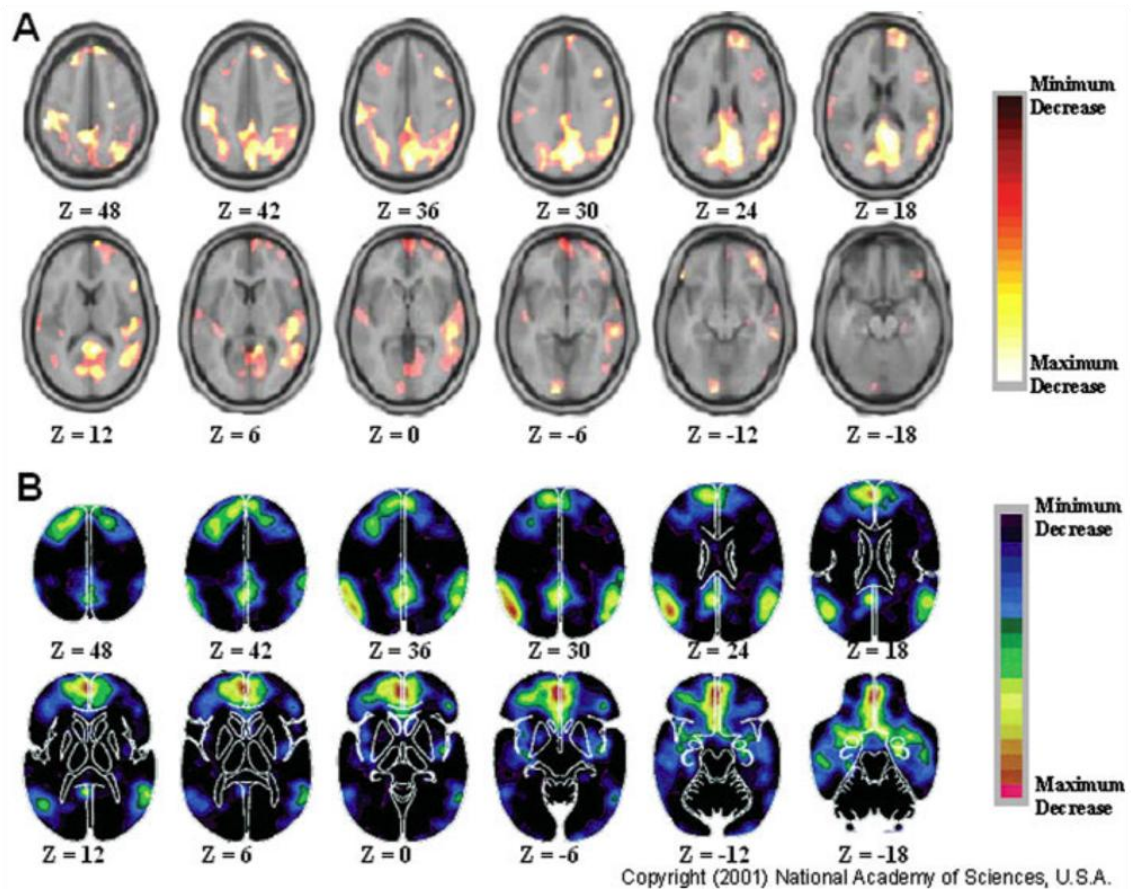 A
Minimum
Decrease
Z = 48 Z = 42 Z = 36 Z = 30 Z = 24 Z = 18
Maximum
Decrease
Z = 12 Z = 6 Z = 0 Z = -6 Z = -12 Z = -18
B
Minimum
Decrease
Z = 48 Z = 42 Z = 36 Z = 30 Z = 24 Z = 18
Maximum
Decrease
Z = 12 Z = 6 Z = 0 Z = -6 Z = -12 Z = -18
Copyright (2001) National Academy of Sciences, U.S.A.